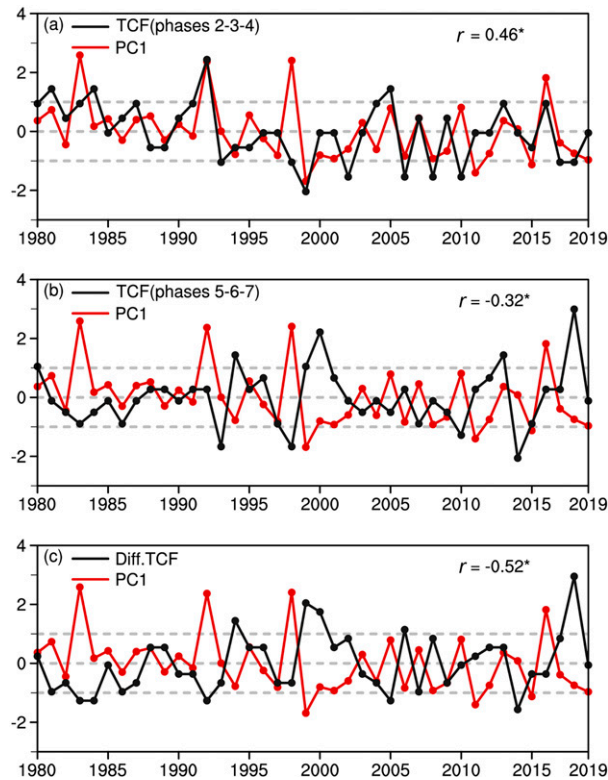 (a) TCF(phases 2-3-4) r = 0.46*
PC1
4
2
0
-2
1980 1985 1990 1995 2000 2005 2010 2015 2019
(b) TCF(phases 5-6-7) r = -0.32*
PC1
4
2
0
-2
1980 1985 1990 1995 2000 2005 2010 2015 2019
(c) Diff.TCF r = -0.52*
PC1
4
2
0
-2
1980 1985 1990 1995 2000 2005 2010 2015 2019